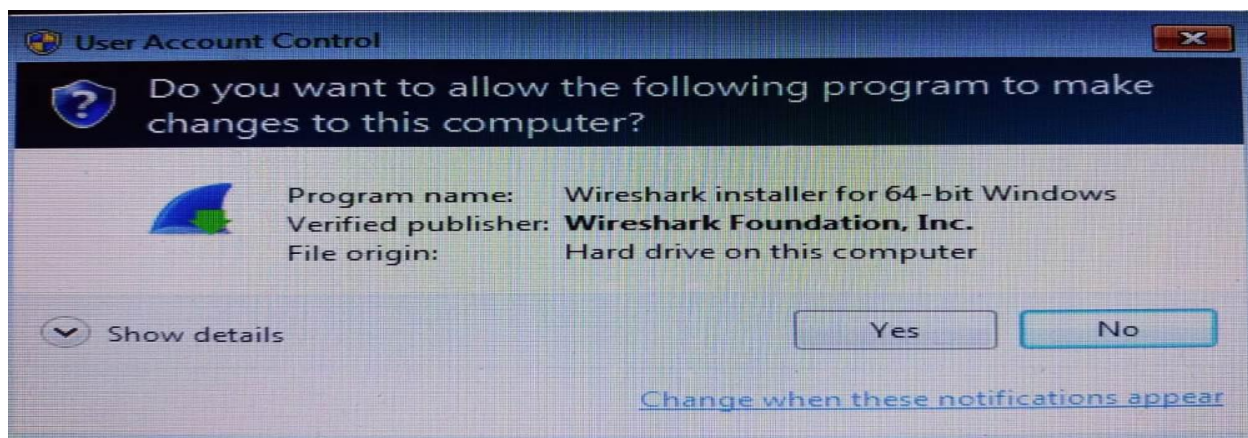 User Account Control
Do you want to allow the following program to make
changes to this computer?
Program name: Wireshark installer for 64-bit Windows
Verified publisher: Wireshark Foundation, Inc.
File origin: Hard drive on this computer
Show details
Yes No
Change when these notifications appear